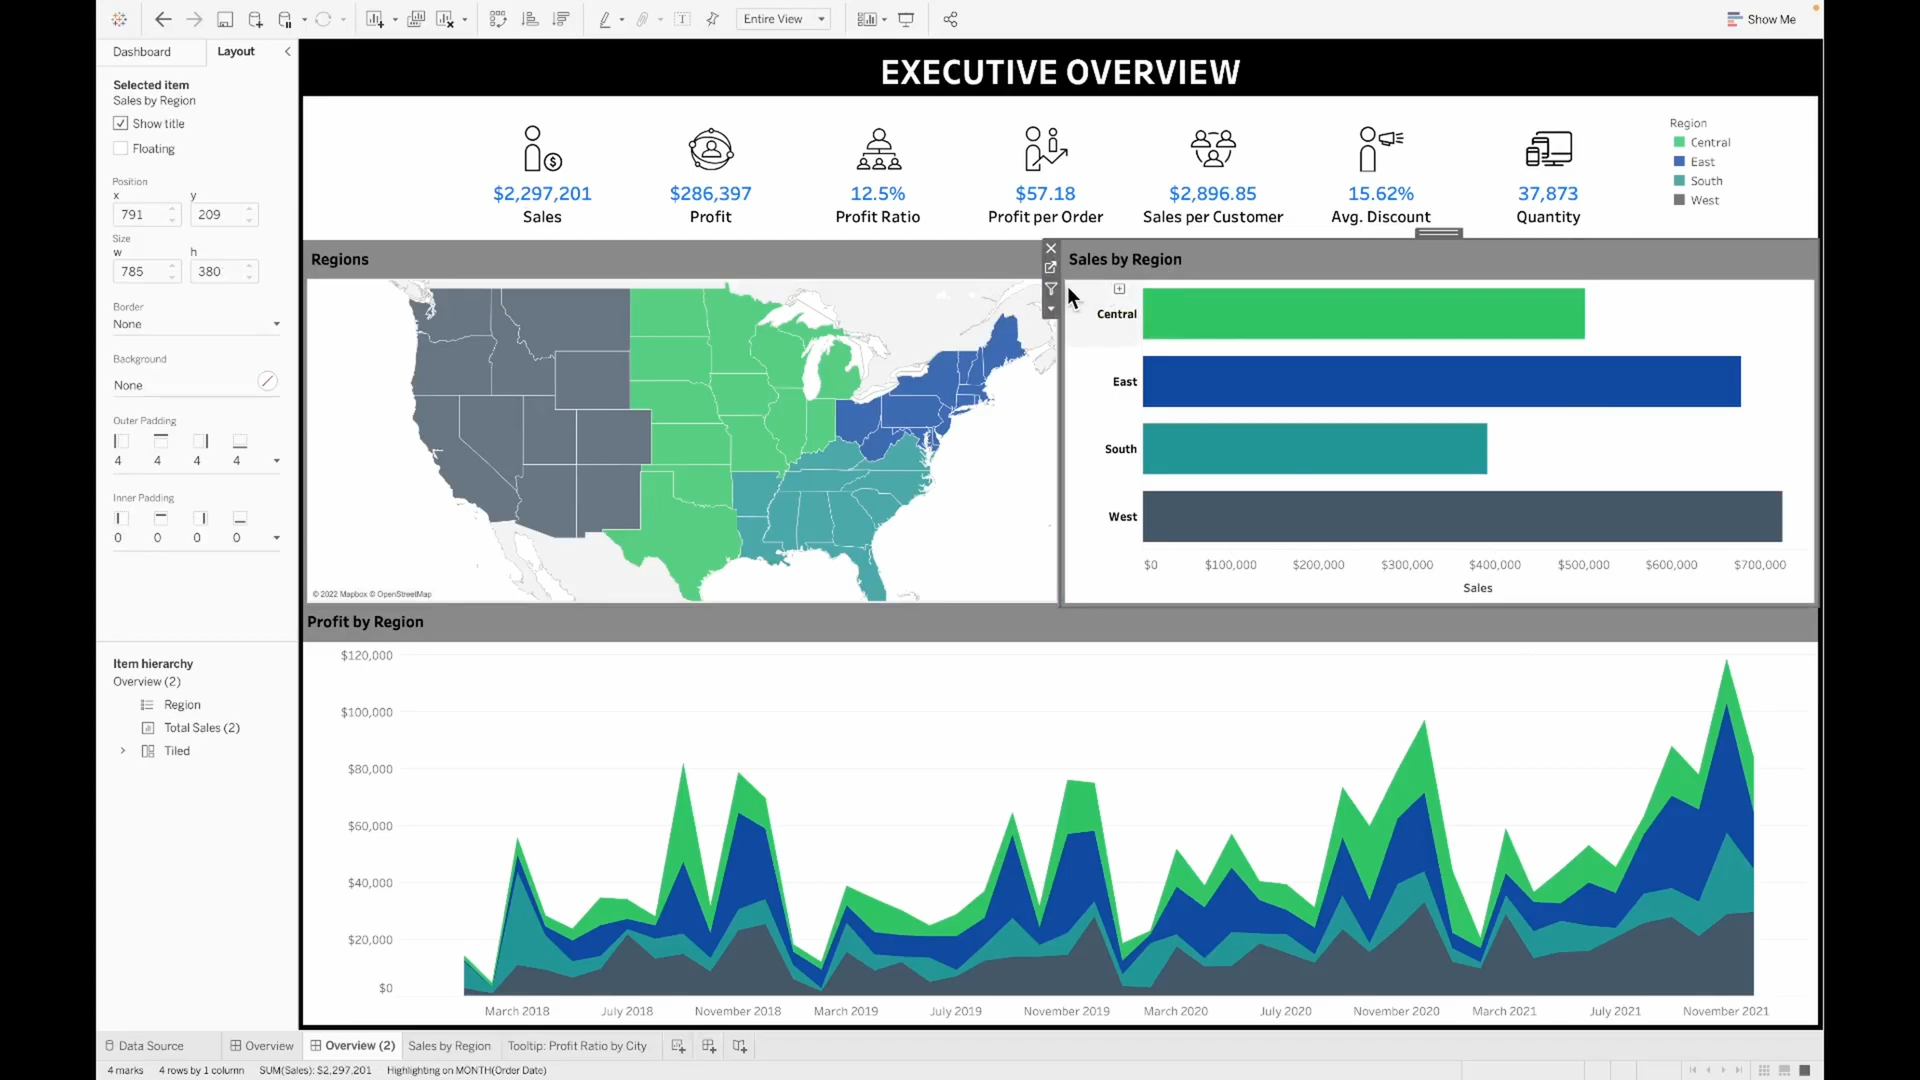 Entire View
Show Me
Dashboard
Layout
EXECUTIVE OVERVIEW
Selected item
Sales by Region
Show title
Floating
Position
x y
791 209
Size
w h
785 380
Border
None
Background
None
Outer Padding
4 4 4 4
Inner Padding
0 0 0 0
Item hierarchy
Overview (2)
Region
Total Sales (2)
Tiled
$2,297,201
Sales
$286,397
Profit
12.5%
Profit Ratio
$57.18
Profit per Order
$2,896.85
Sales per Customer
15.62%
Avg. Discount
37,873
Quantity
Region
Central
East
South
West
Regions
© 2022 Mapbox © OpenStreetMap
Sales by Region
Central
East
South
West
$0 $100,000 $200,000 $300,000 $400,000 $500,000 $600,000 $700,000
Sales
Profit by Region
$120,000
$100,000
$80,000
$60,000
$40,000
$20,000
$0
March 2018 July 2018 November 2018 March 2019 July 2019 November 2019 March 2020 July 2020 November 2020 March 2021 July 2021 November 2021
Data Source Overview Overview (2) Sales by Region Tooltip: Profit Ratio by City
4 marks 4 rows by 1 column SUM(Sales): $2,297,201 Highlighting on MONTH(Order Date)